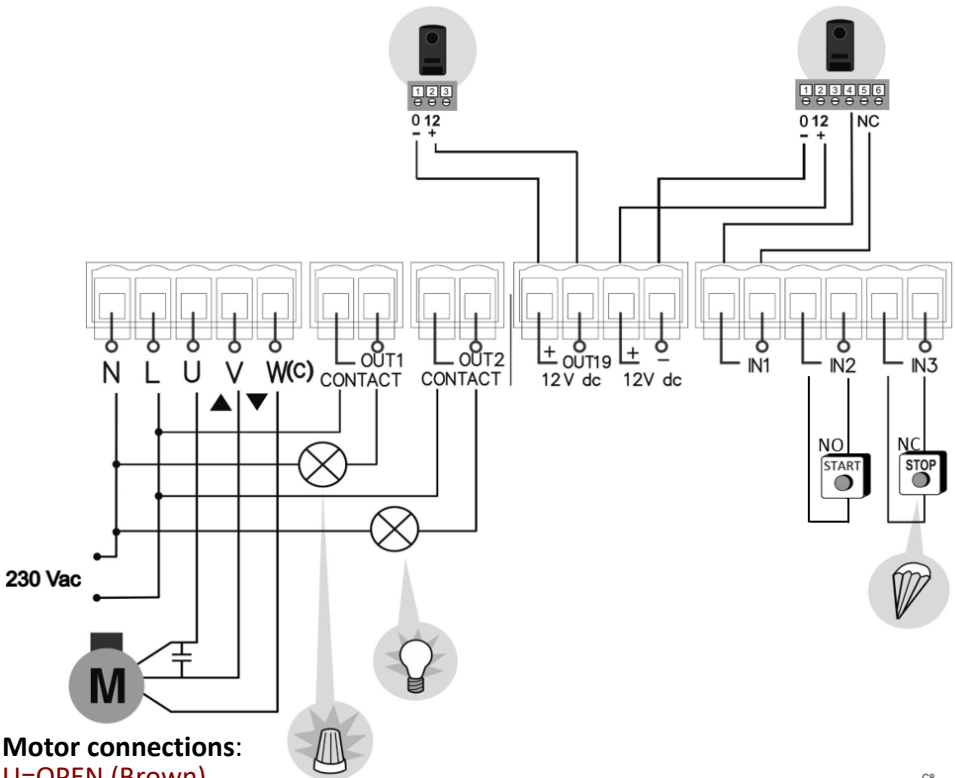 1 2 3
0 12
- +
1 2 3 4 5 6
0 12 NC
- +
N L U V W(C)
OUT1
CONTACT
OUT2
CONTACT
+ OUT19
12V dc
+ -
12V dc
IN1
IN2
IN3
NO
START
NC
STOP
230 Vac
M
Motor connections:
U=OPEN (Brown)
C8